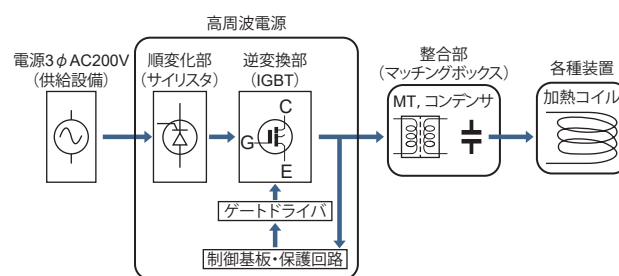 高周波電源
電源3φAC200V
(供給設備)
順変化部
(サイリスタ)
逆変換部
(IGBT)
整合部
(マッチングボックス)
各種装置
MT, コンデンサ
加熱コイル
C
G
E
ゲートドライバ
制御基板・保護回路